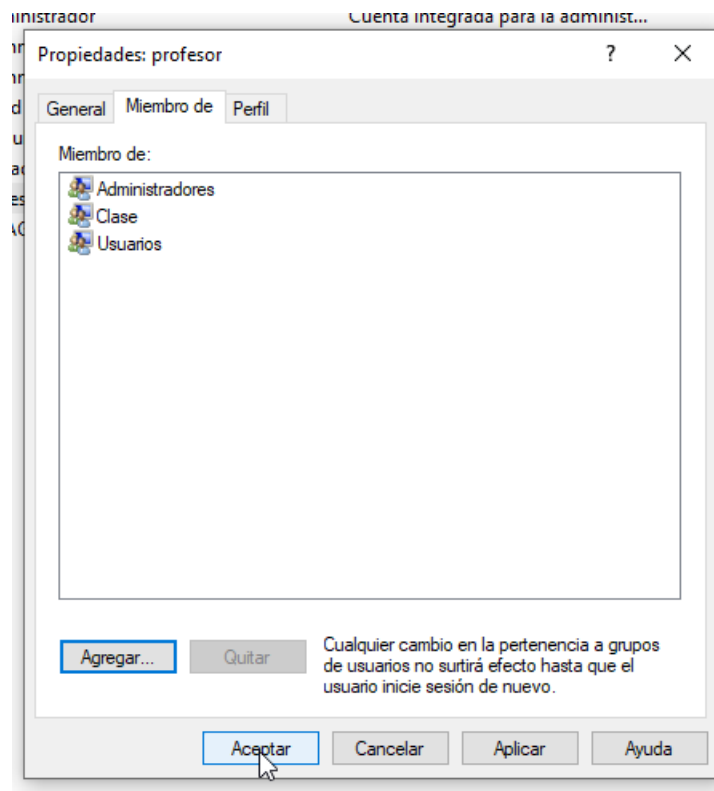 Cuenta integrada para la administ...
Propiedades: profesor
?
General
Miembro de
Perfil
Miembro de:
Administradores
Clase
Usuarios
Agregar...
Quitar
Cualquier cambio en la pertenencia a grupos
de usuarios no surtirá efecto hasta que el
usuario inicie sesión de nuevo.
Aceptar
Cancelar
Aplicar
Ayuda